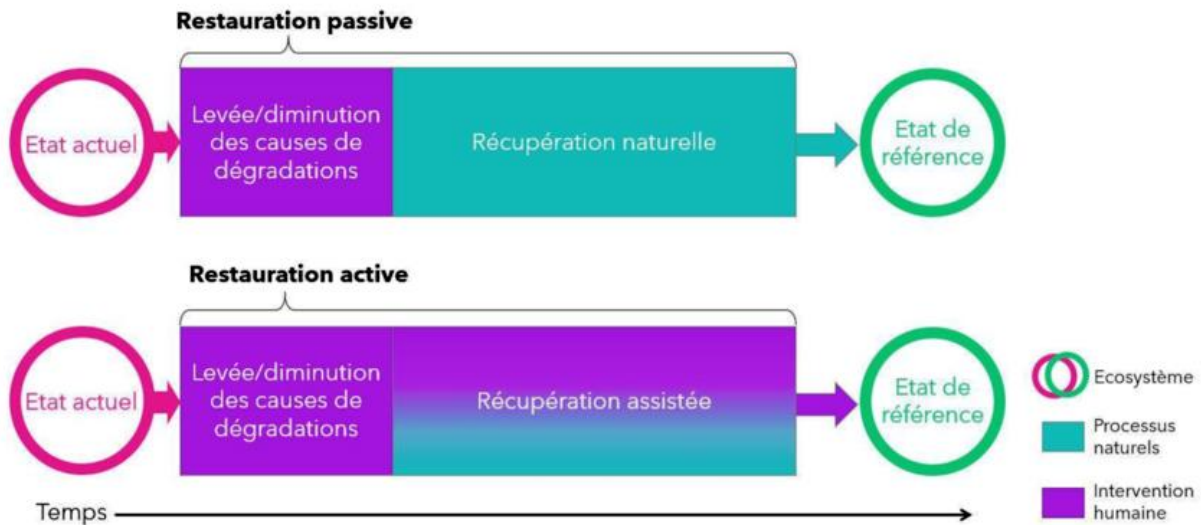 Restauration passive
Etat actuel
Levée/diminution
des causes de
dégradations
Récupération naturelle
Etat de
référence
Restauration active
Etat actuel
Levée/diminution
des causes de
dégradations
Récupération assistée
Etat de
référence
Ecosystème
Processus
naturels
Intervention
humaine
Temps